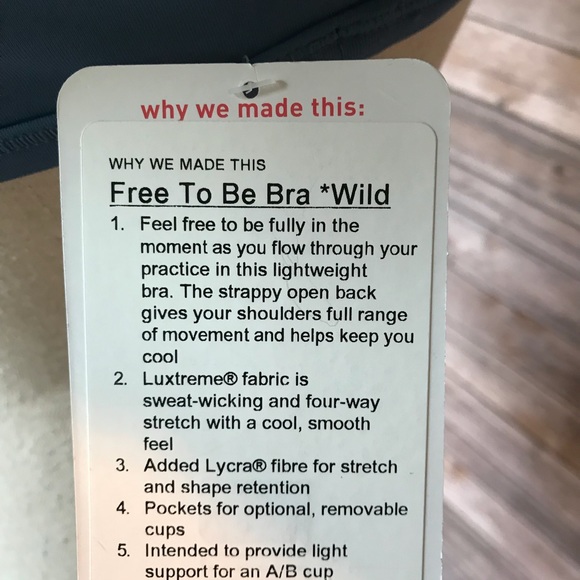 why we made this:
WHY WE MADE THIS
Free To Be Bra *Wild
1. Feel free to be fully in the
moment as you flow through your
practice in this lightweight
bra. The strappy open back
gives your shoulders full range
of movement and helps keep you
cool
2. Luxtreme® fabric is
sweat-wicking and four-way
stretch with a cool, smooth
feel
3. Added Lycra® fibre for stretch
and shape retention
4. Pockets for optional, removable
cups
5. Intended to provide light
support for an A/B cup